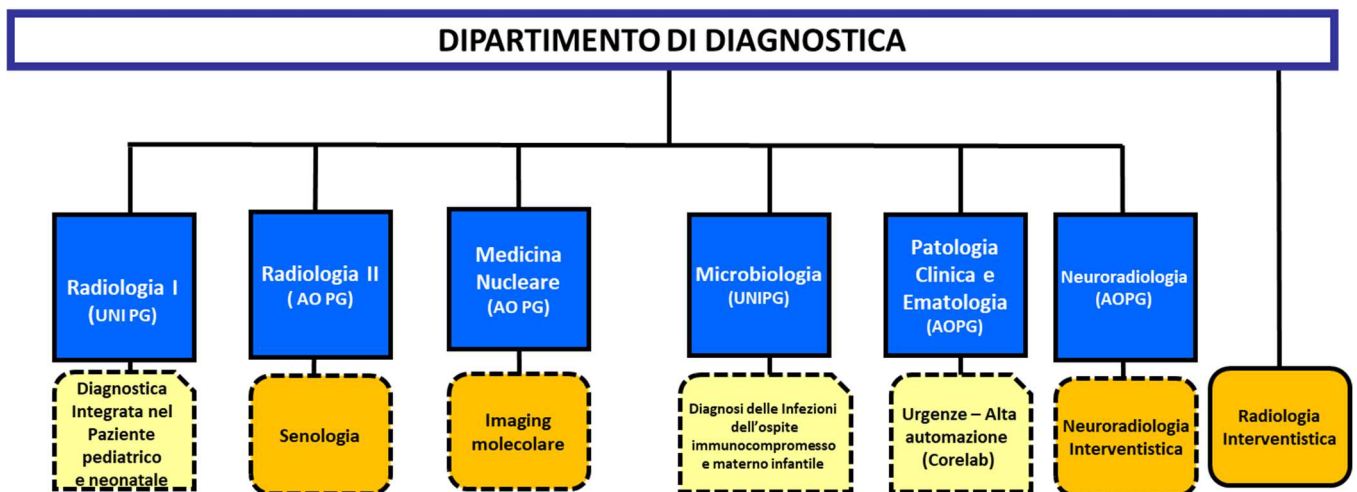 DIPARTIMENTO DI DIAGNOSTICA
Radiologia I
(UNI PG)
Radiologia II
( AO PG)
Medicina
Nucleare
(AO PG)
Microbiologia
(UNIPG)
Patologia
Clinica e
Ematologia
(AOPG)
Neuroradiologia
(AOPG)
Diagnostica
Integrata nel
Paziente
pediatrico
e neonatale
Senologia
Imaging
molecolare
Diagnosi delle Infezioni
dell’ospite
immunocompromesso
e materno infantile
Urgenze – Alta
automazione
(Corelab)
Neuroradiologia
Interventistica
Radiologia
Interventistica